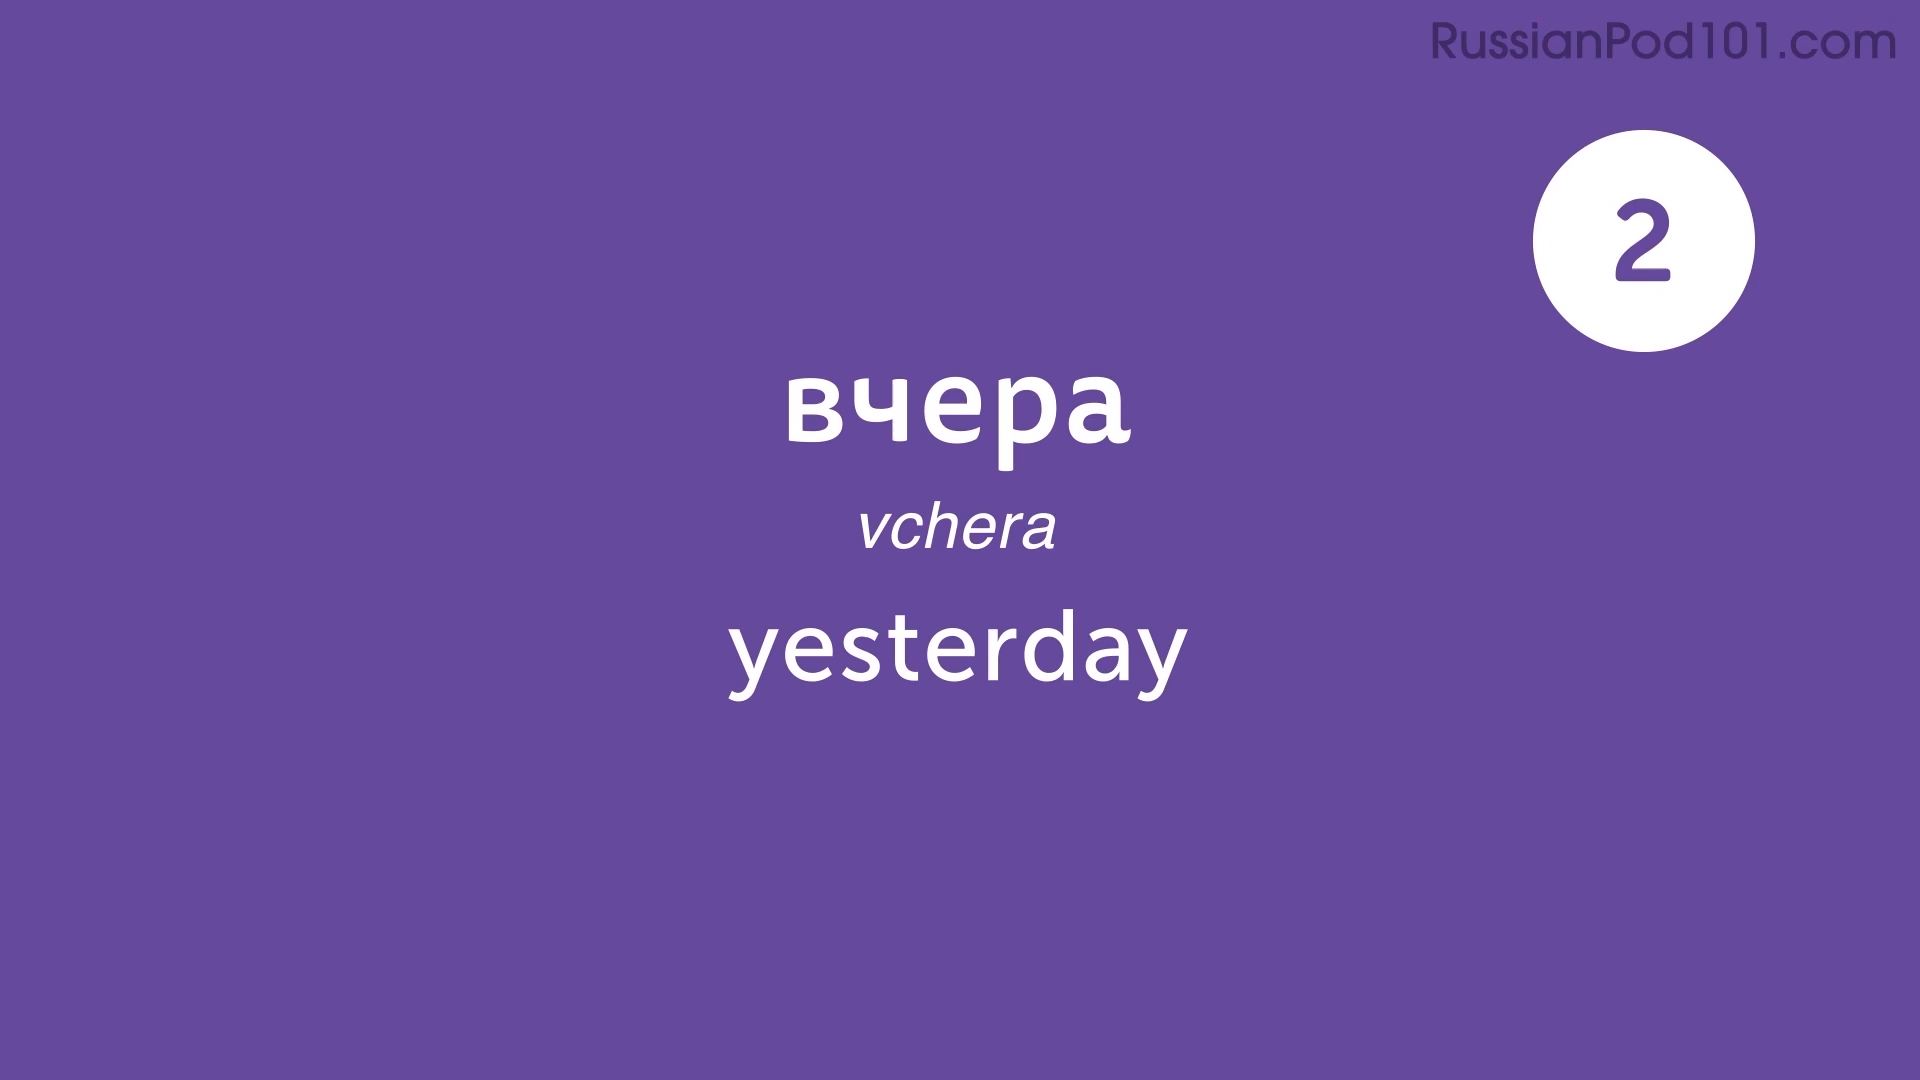 RussianPod101.com
2
вчера
vchera
yesterday